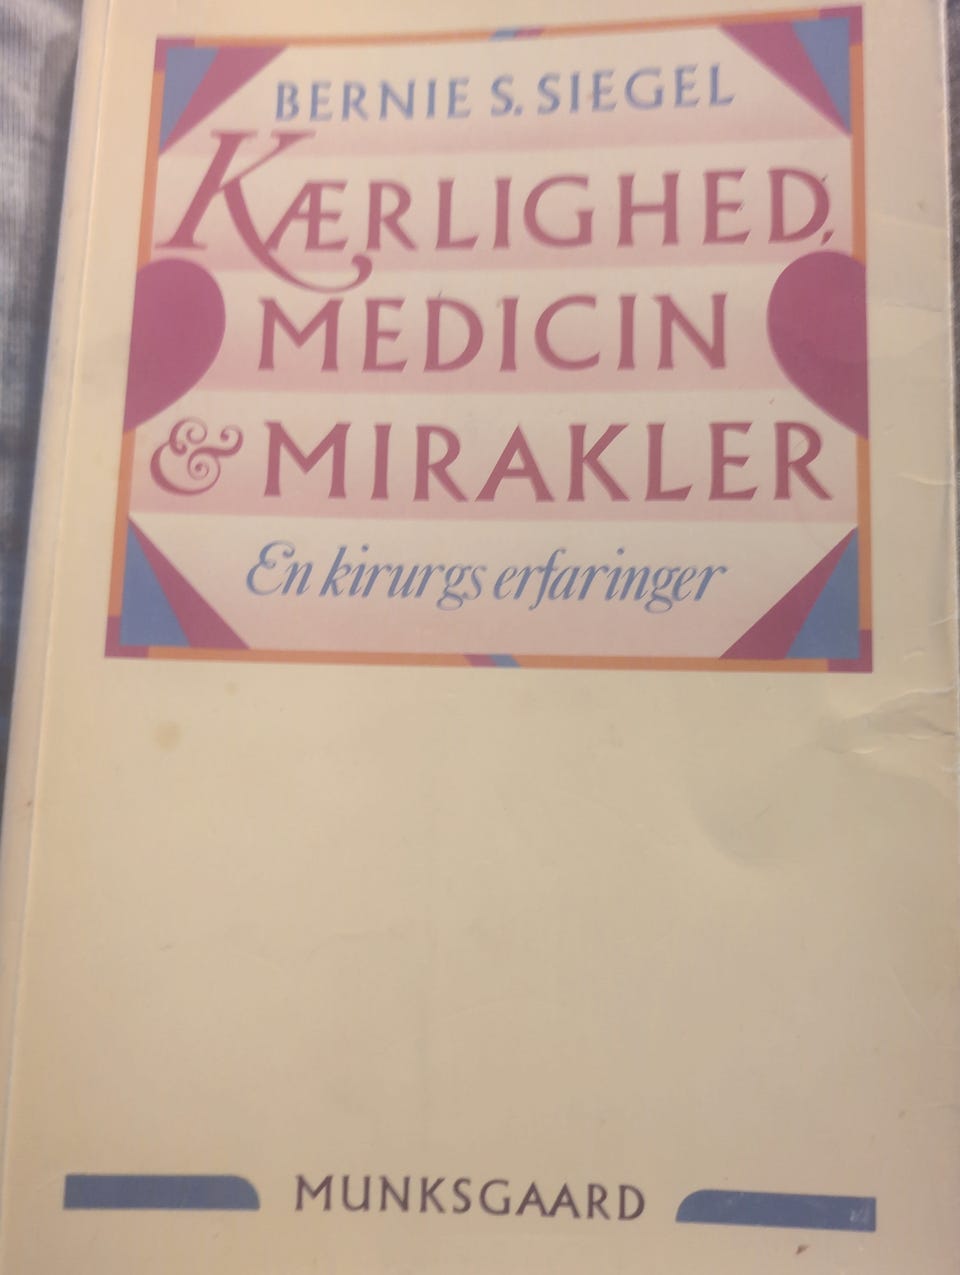 BERNIE S. SIEGEL
KÆRLIGHED,
MEDICIN
& MIRAKLER
En kirurgs erfaringer
MUNKSGAARD